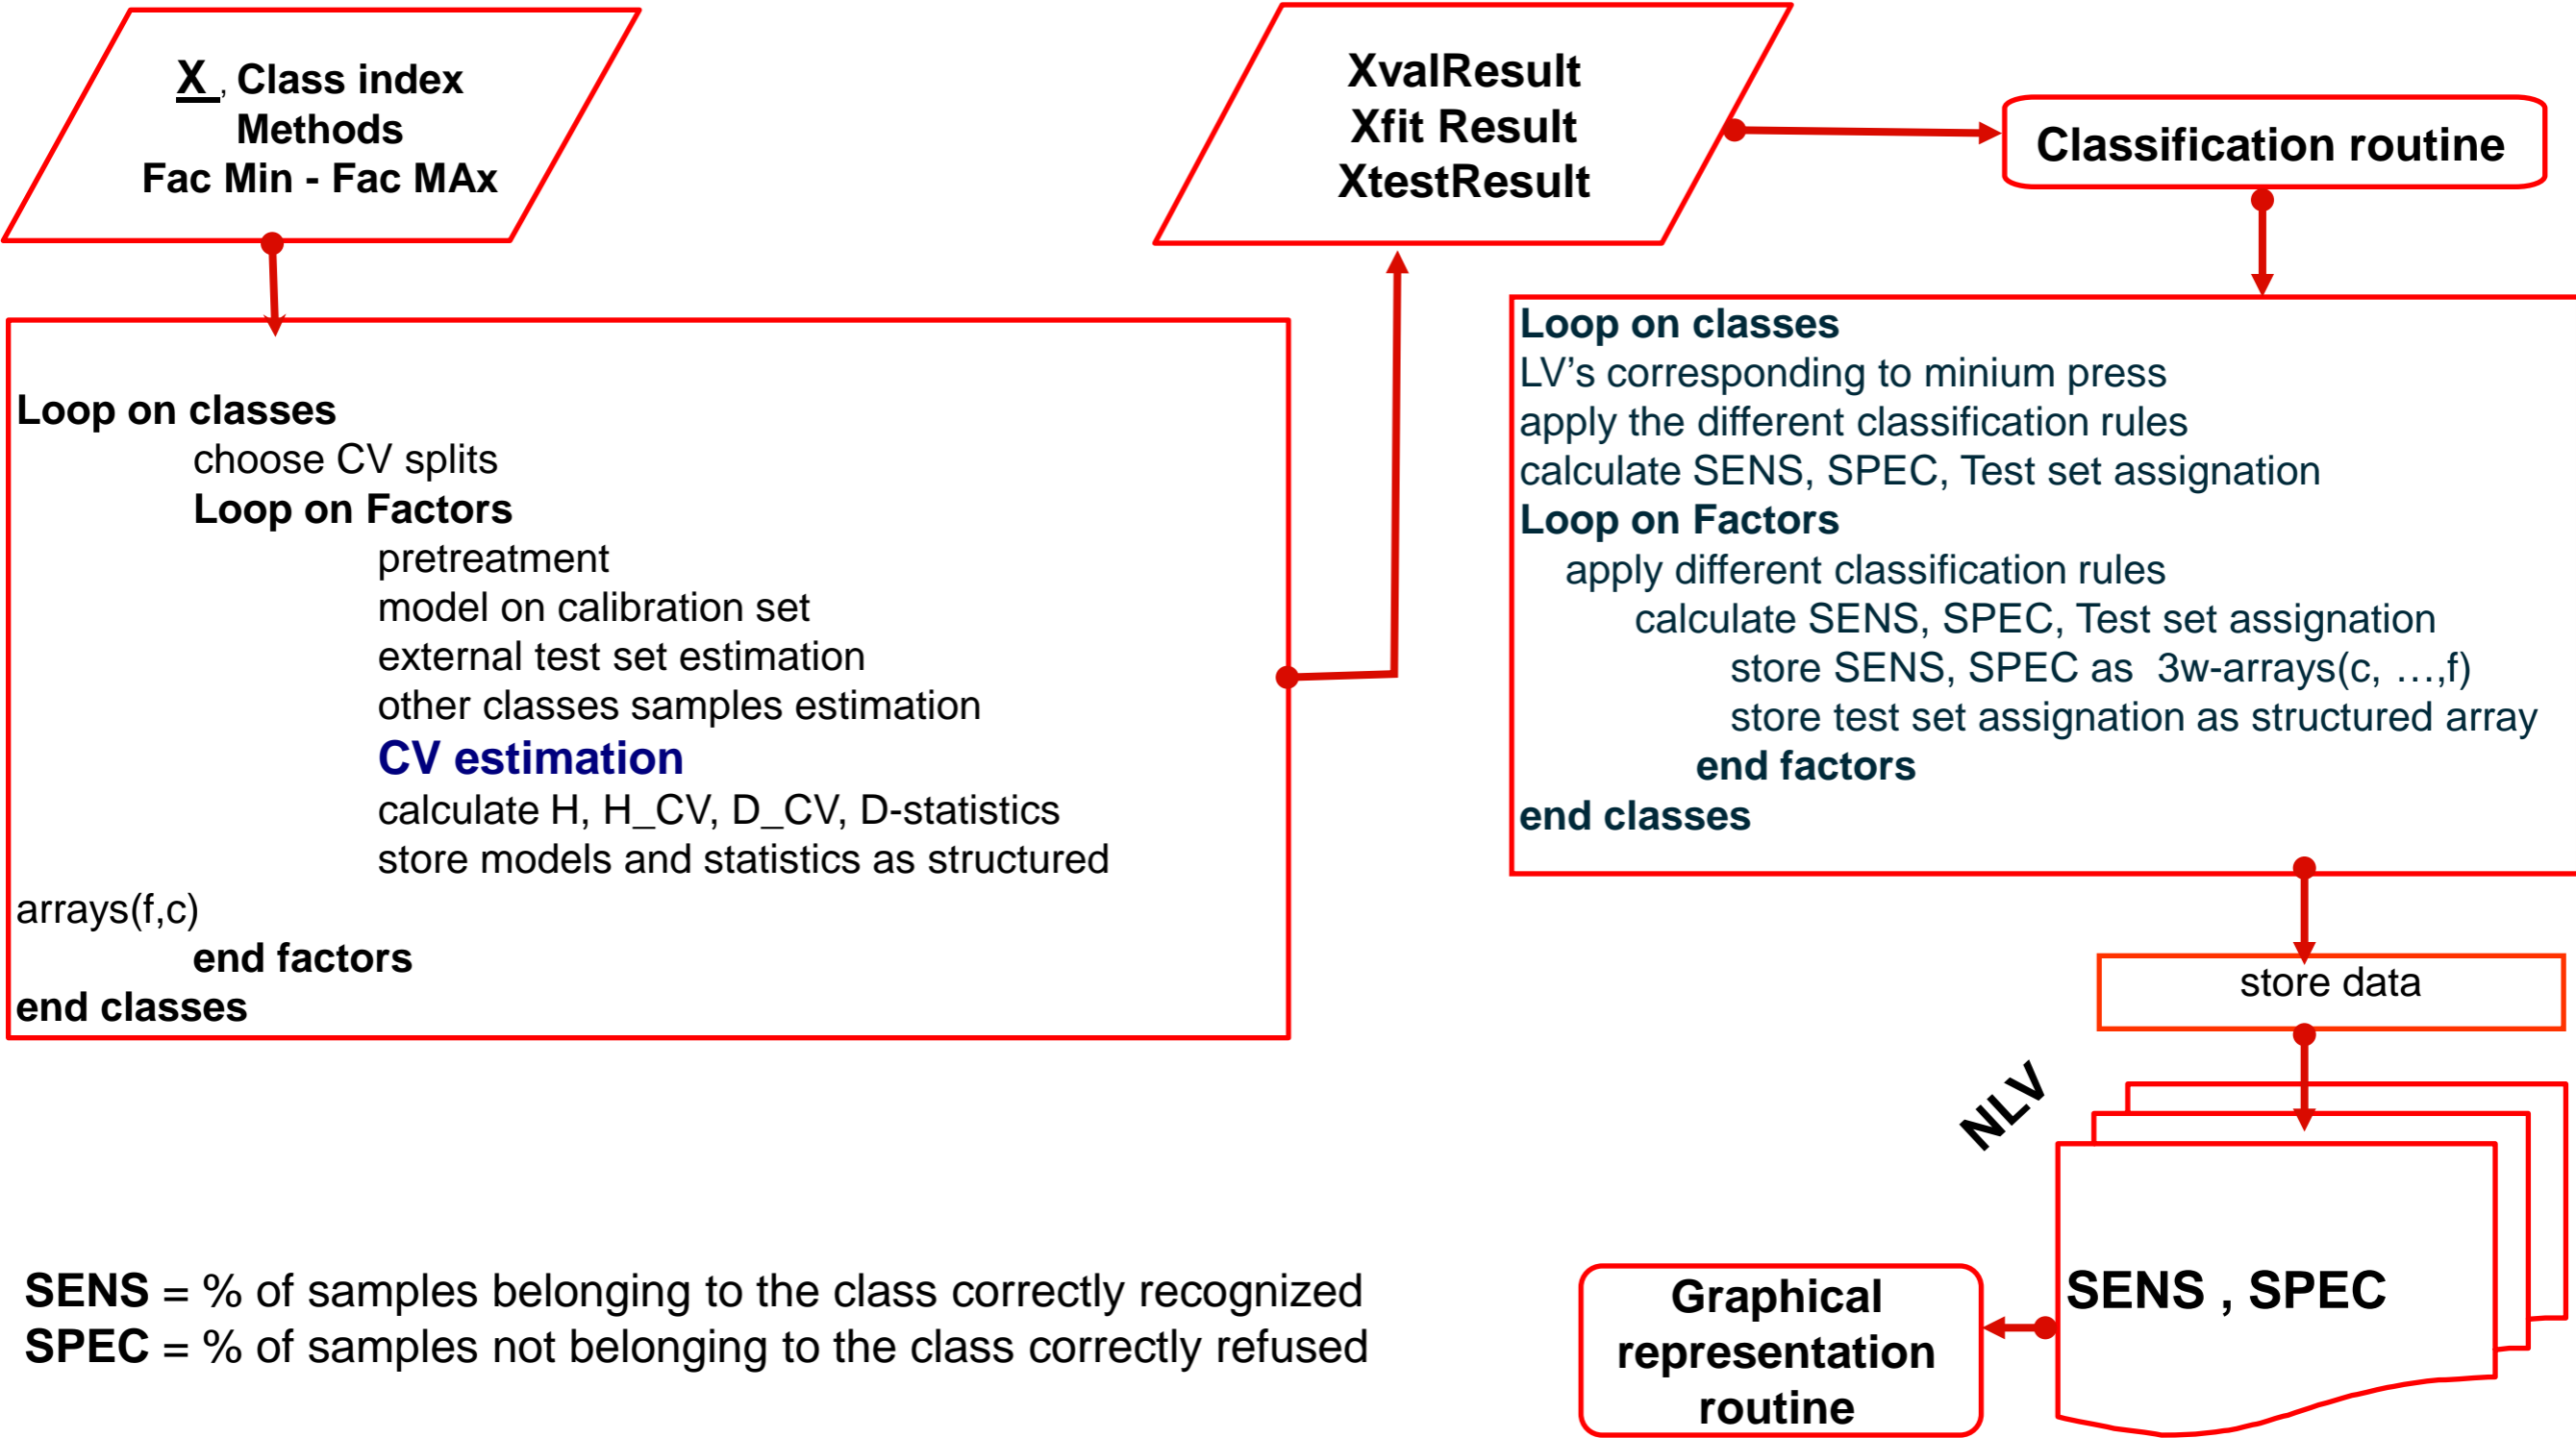 X , Class index
Methods
Fac Min - Fac MAx
XvalResult
Xfit Result
XtestResult
Classification routine
Loop on classes
choose CV splits
Loop on Factors
pretreatment
model on calibration set
external test set estimation
other classes samples estimation
CV estimation
calculate H, H_CV, D_CV, D-statistics
store models and statistics as structured
arrays(f,c)
end factors
end classes
Loop on classes
LV's corresponding to minium press
apply the different classification rules
calculate SENS, SPEC, Test set assignation
Loop on Factors
apply different classification rules
calculate SENS, SPEC, Test set assignation
store SENS, SPEC as 3w-arrays(c, ...,f)
store test set assignation as structured array
end factors
end classes
store data
NLV
SENS , SPEC
Graphical
representation
routine
SENS = % of samples belonging to the class correctly recognized
SPEC = % of samples not belonging to the class correctly refused